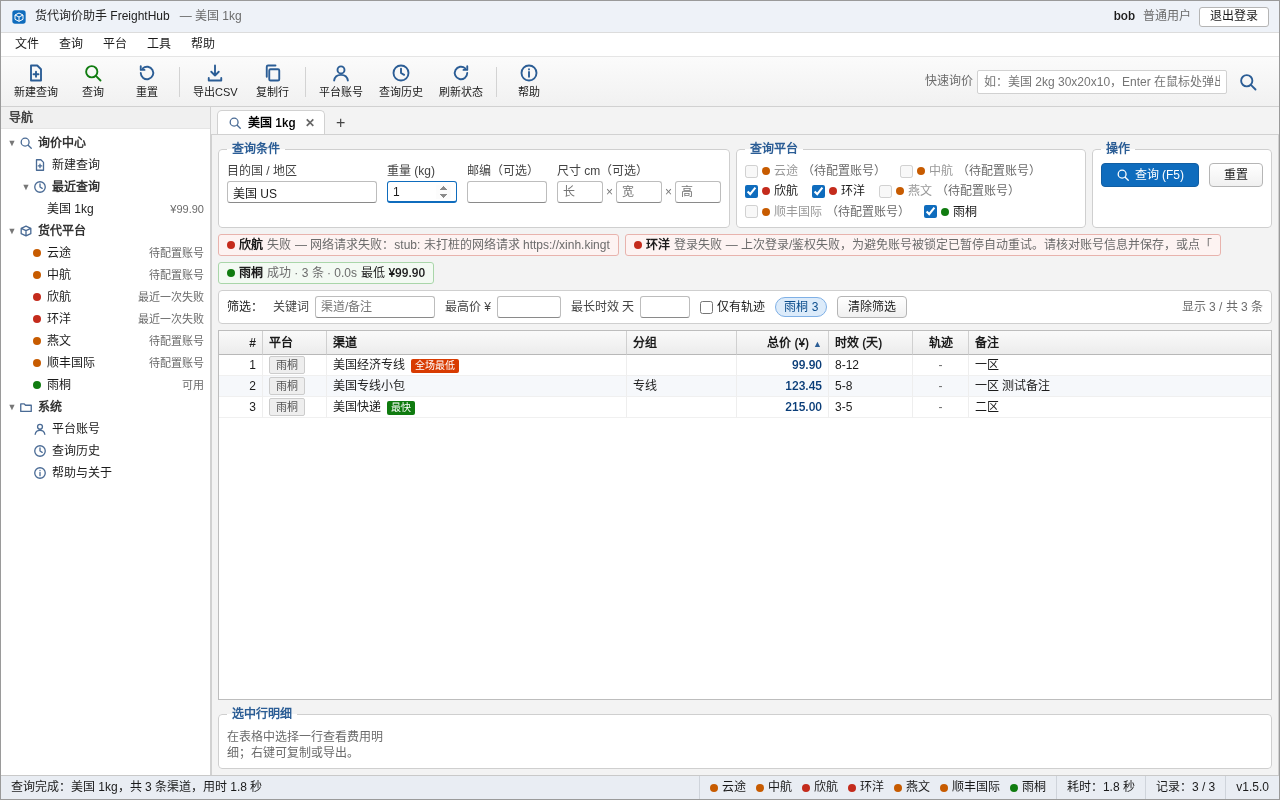 货代询价助手 FreightHub — 美国 1kg
bob 普通用户 退出登录
文件 查询 平台 工具 帮助
新建查询 查询 重置 导出CSV 复制行 平台账号 查询历史 刷新状态 帮助
快速询价 如：美国 2kg 30x20x10，Enter 在鼠标处弹出
导航
询价中心
新建查询
最近查询
美国 1kg ¥99.90
货代平台
云途 待配置账号
中航 待配置账号
欣航 最近一次失败
环洋 最近一次失败
燕文 待配置账号
顺丰国际 待配置账号
雨桐 可用
系统
平台账号
查询历史
帮助与关于
美国 1kg ✕ +
查询条件
目的国 / 地区 重量 (kg) 邮编（可选） 尺寸 cm（可选）
美国 US 1 长 × 宽 × 高
查询平台
云途 （待配置账号） 中航 （待配置账号）
欣航 环洋 燕文 （待配置账号）
顺丰国际 （待配置账号） 雨桐
操作
查询 (F5) 重置
欣航 失败 — 网络请求失败：stub: 未打桩的网络请求 https://xinh.kingt
环洋 登录失败 — 上次登录/鉴权失败，为避免账号被锁定已暂停自动重试。请核对账号信息并保存，或点「
雨桐 成功 · 3 条 · 0.0s 最低 ¥99.90
筛选： 关键词 渠道/备注 最高价 ¥ 最长时效 天 仅有轨迹 雨桐 3 清除筛选 显示 3 / 共 3 条
# 平台 渠道 分组 总价 (¥) ▲ 时效 (天) 轨迹 备注
1 雨桐 美国经济专线 全场最低 99.90 8-12 - 一区
2 雨桐 美国专线小包 专线 123.45 5-8 - 一区 测试备注
3 雨桐 美国快递 最快 215.00 3-5 - 二区
选中行明细
在表格中选择一行查看费用明
细；右键可复制或导出。
查询完成：美国 1kg，共 3 条渠道，用时 1.8 秒
云途 中航 欣航 环洋 燕文 顺丰国际 雨桐 耗时：1.8 秒 记录：3 / 3 v1.5.0